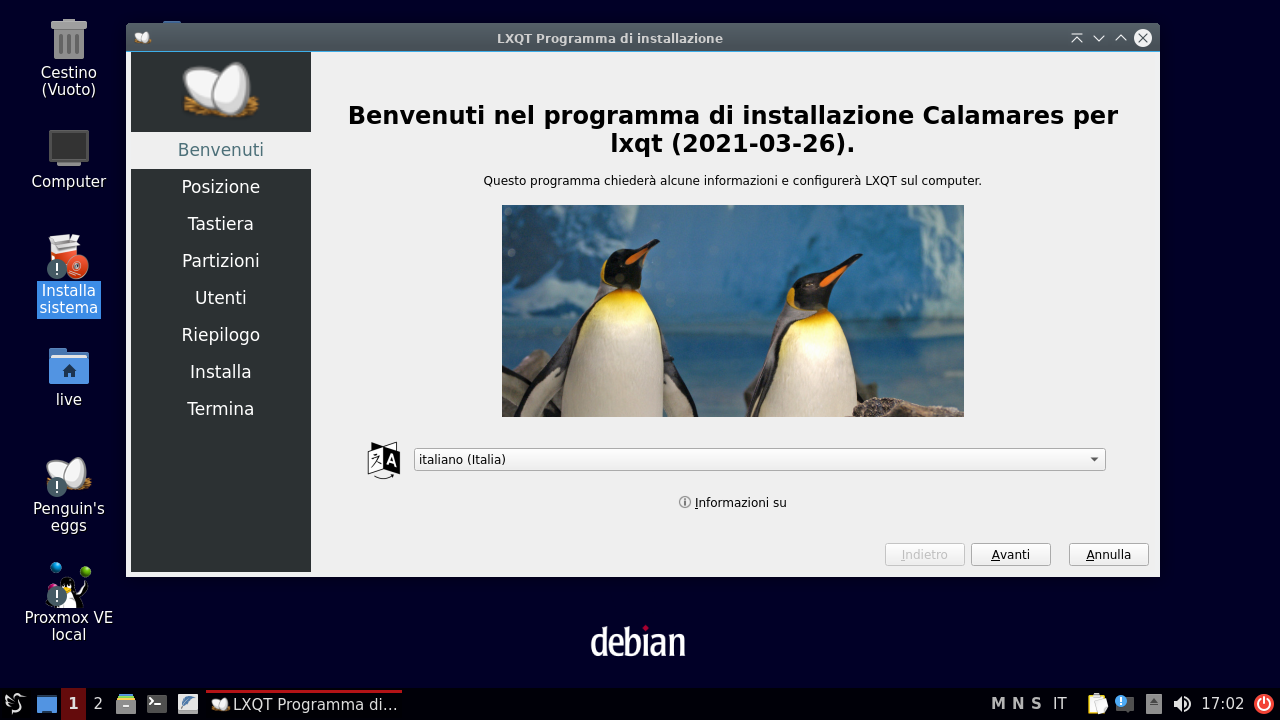 LXQT Programma di installazione
Cestino
(Vuoto)
Computer
Installa
sistema
live
Penguin's
eggs
Proxmox VE
local
Benvenuti
Posizione
Tastiera
Partizioni
Utenti
Riepilogo
Installa
Termina
Benvenuti nel programma di installazione Calamares per
lxqt (2021-03-26).
Questo programma chiederà alcune informazioni e configurerà LXQT sul computer.
italiano (Italia)
Informazioni su
Indietro
Avanti
Annulla
debian
1
2
LXQT Programma di...
M N S IT
17:02